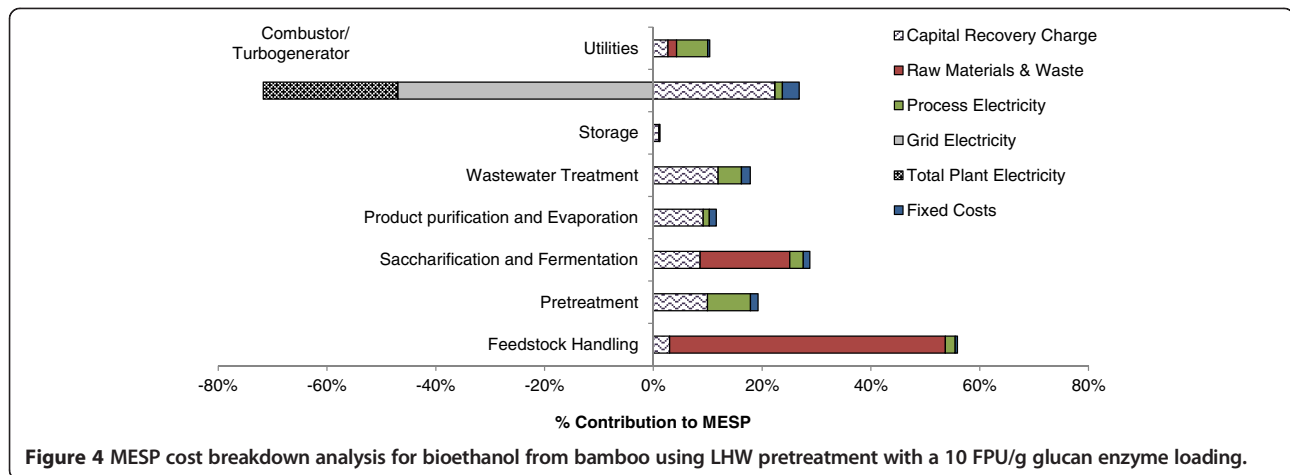 Combustor/
Turbogenerator
Utilities
Storage
Wastewater Treatment
Product purification and Evaporation
Saccharification and Fermentation
Pretreatment
Feedstock Handling
Capital Recovery Charge
Raw Materials & Waste
Process Electricity
Grid Electricity
Total Plant Electricity
Fixed Costs
-80% -60% -40% -20% 0% 20% 40% 60% 80%
% Contribution to MESP
Figure 4 MESP cost breakdown analysis for bioethanol from bamboo using LHW pretreatment with a 10 FPU/g glucan enzyme loading.